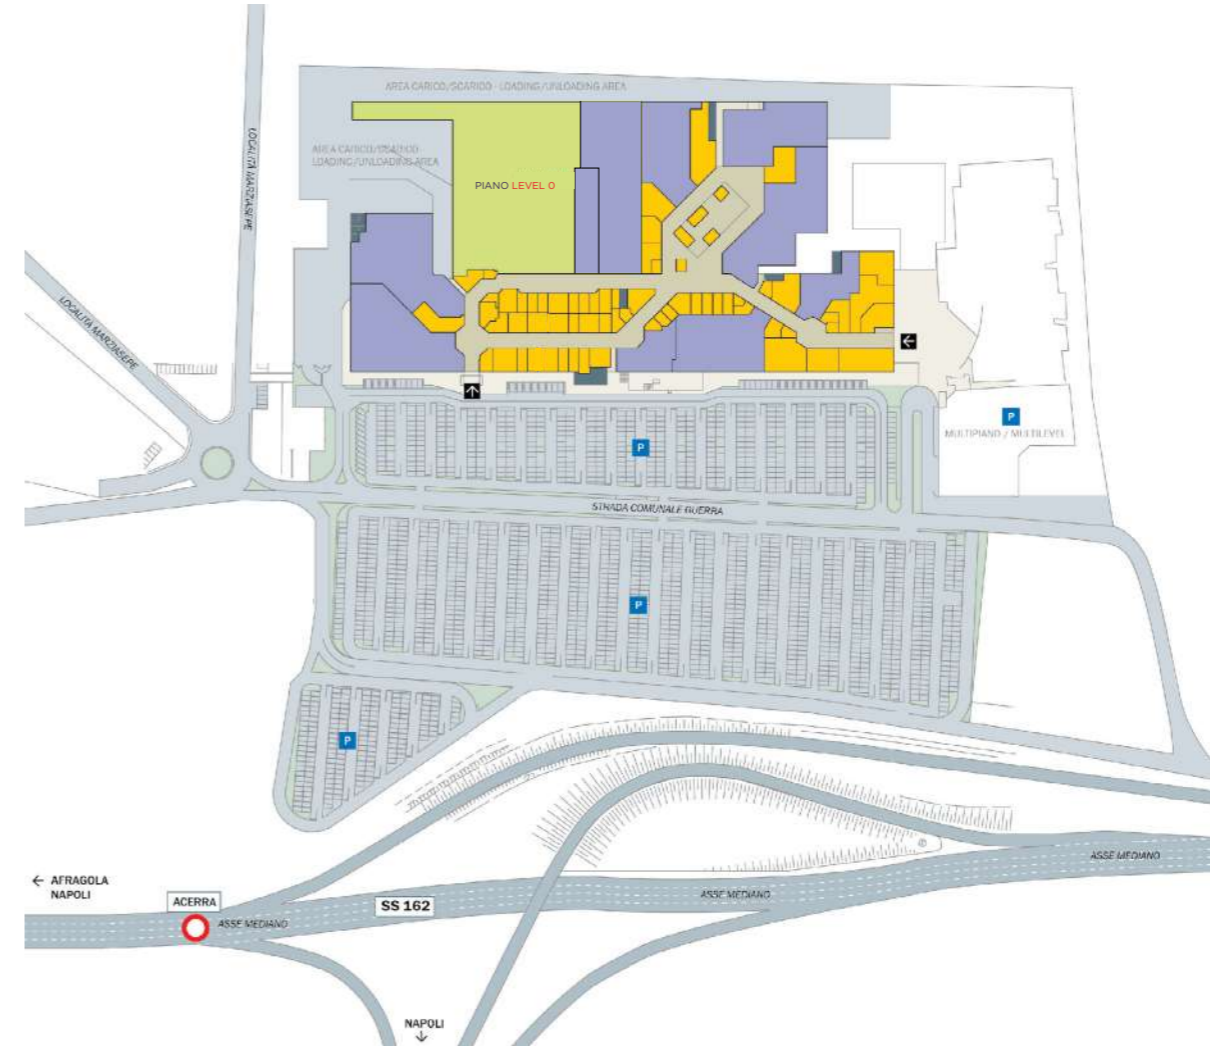 AREA CARICO/SCARICO - LOADING/UNLOADING AREA
LOCALITÀ MARZIASEPE
AREA CARICO/SCARICO
LOADING/UNLOADING AREA
PIANO LEVEL 0
LOCALITÀ MARZIASEPE
P
MULTIPIANO / MULTILEVEL
P
STRADA COMUNALE GUERRA
P
P
ASSE MEDIANO
← AFRAGOLA
NAPOLI
ACERRA
SS 162
ASSE MEDIANO
ASSE MEDIANO
NAPOLI
↓